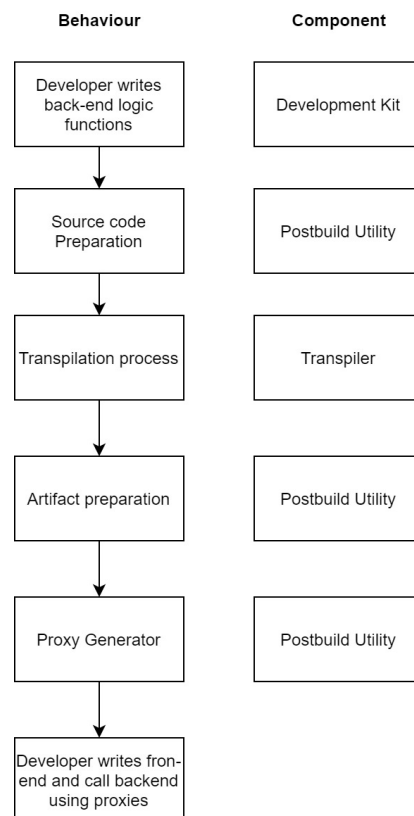 Behaviour
Component
Developer writes
back-end logic
functions
Development Kit
Source code
Preparation
Postbuild Utility
Transpilation process
Transpiler
Artifact preparation
Postbuild Utility
Proxy Generator
Postbuild Utility
Developer writes fron-
end and call backend
using proxies